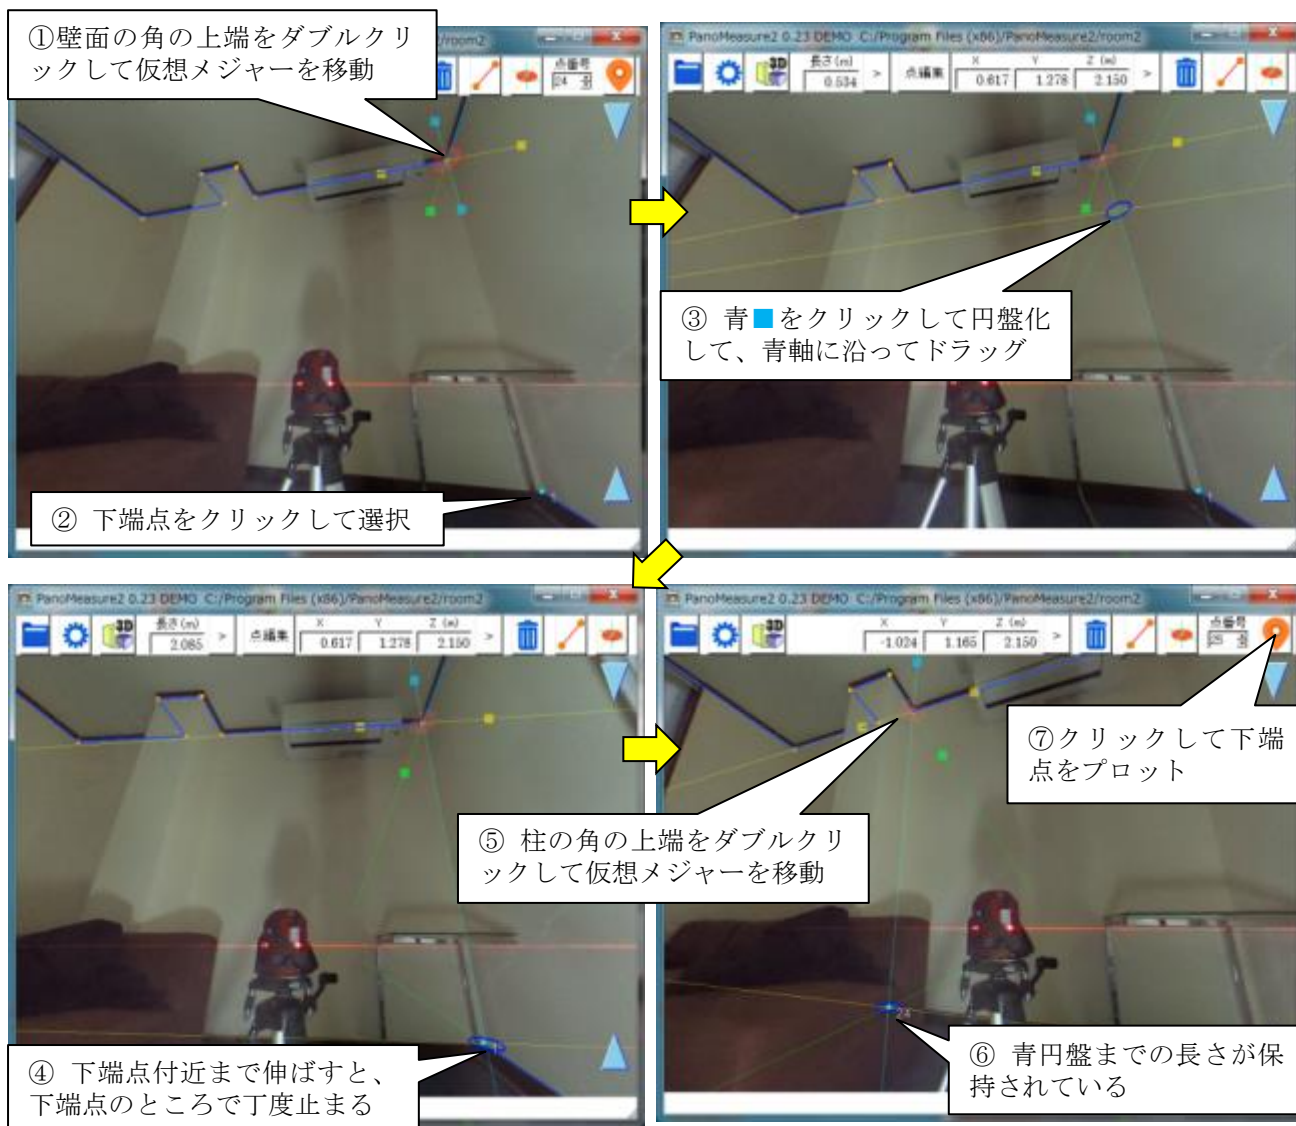 ①壁面の角の上端をダブルクリ
ックして仮想メジャーを移動
/room2
点番号
24
② 下端点をクリックして選択
PanoMeasure2 0.23 DEMO C:/Program Files (x86)/PanoMeasure2/room2
3D
長さ(m)
0.534
>
点編集
X
Y
Z (m)
0.617
1.278
2.150
>
③ 青■をクリックして円盤化
して、青軸に沿ってドラッグ
PanoMeasure2 0.23 DEMO C:/Program Files (x86)/PanoMeasure2/room2
3D
長さ(m)
2.085
>
点編集
X
Y
Z (m)
0.617
1.278
2.150
>
④ 下端点付近まで伸ばすと、
下端点のところで丁度止まる
PanoMeasure2 0.23 DEMO C:/Program Files (x86)/PanoMeasure2/room2
3D
X
Y
Z (m)
-1.024
1.165
2.150
>
点番号
25
⑦クリックして下端
点をプロット
⑤ 柱の角の上端をダブルクリ
ックして仮想メジャーを移動
⑥ 青円盤までの長さが保
持されている